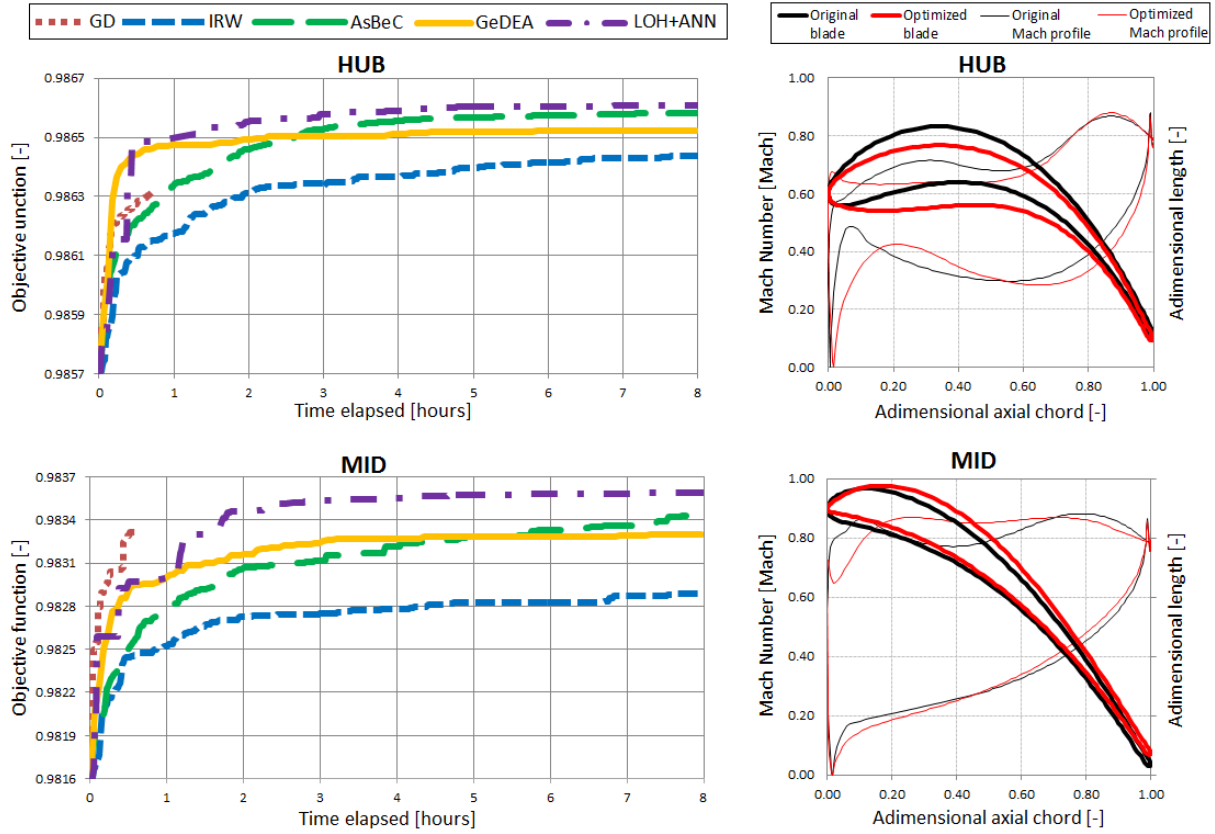 GD IRW AsBeC GeDEA LOH+ANN
HUB
Objective unction [-]
0.9867
0.9865
0.9863
0.9861
0.9859
0.9857
0 1 2 3 4 5 6 7 8
Time elapsed [hours]
Original blade Optimized blade Original Mach profile Optimized Mach profile
HUB
Mach Number [Mach]
1.00
0.80
0.60
0.40
0.20
0.00
0.00 0.20 0.40 0.60 0.80 1.00
Adimensional axial chord [-]
Adimensional length [-]
MID
Objective function [-]
0.9837
0.9834
0.9831
0.9828
0.9825
0.9822
0.9819
0.9816
0 1 2 3 4 5 6 7 8
Time elapsed [hours]
MID
Mach Number [Mach]
1.00
0.80
0.60
0.40
0.20
0.00
0.00 0.20 0.40 0.60 0.80 1.00
Adimensional axial chord [-]
Adimensional length [-]